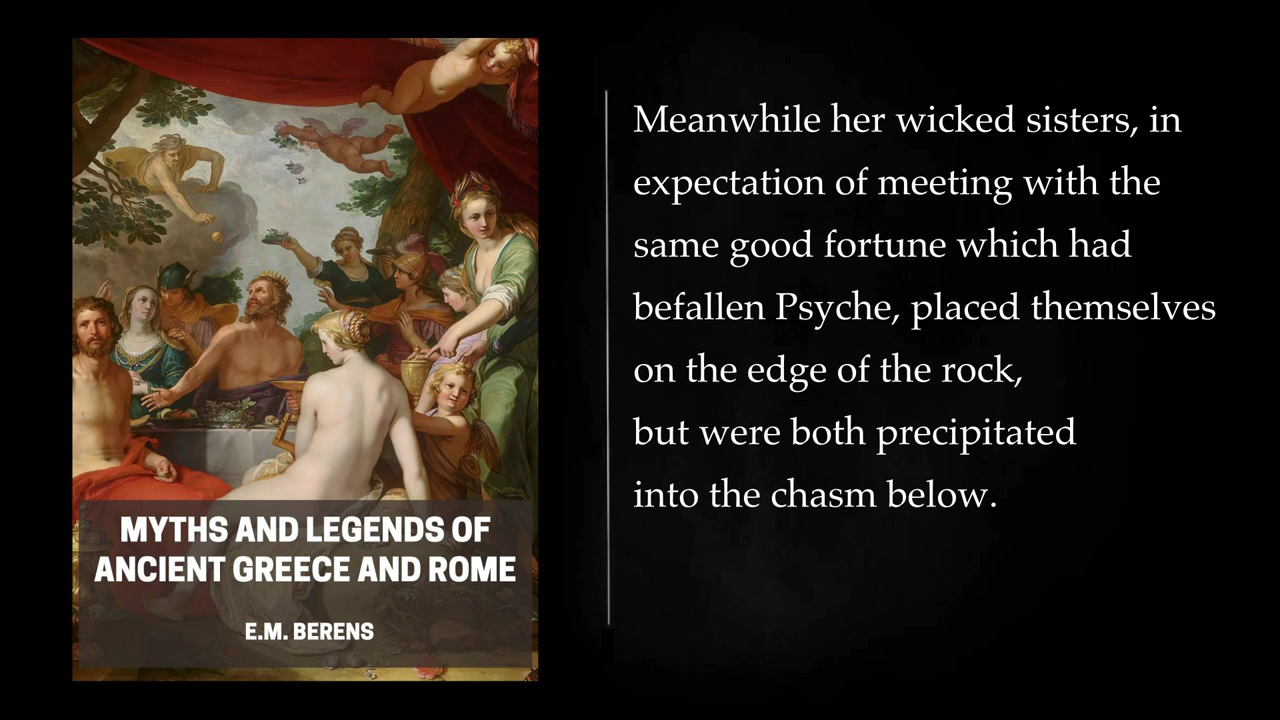 MYTHS AND LEGENDS OF
ANCIENT GREECE AND ROME
E.M. BERENS
Meanwhile her wicked sisters, in
expectation of meeting with the
same good fortune which had
befallen Psyche, placed themselves
on the edge of the rock,
but were both precipitated
into the chasm below.